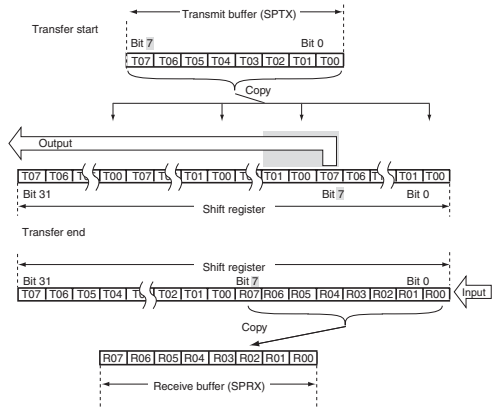 Transmit buffer (SPTX)
Transfer start
Bit 7 Bit 0
T07 T06 T05 T04 T03 T02 T01 T00
Copy
Output
T07 T06 T T00 T07 T T01 T00 T01 T00 T07 T06 T T01 T00
Bit 31 Bit 7 Bit 0
Shift register
Transfer end
Shift register
Bit 31 Bit 7 Bit 0
T07 T06 T05 T04 T T02 T01 T00 R07 R06 R05 R04 R03 R02 R01 R00
Input
Copy
R07 R06 R05 R04 R03 R02 R01 R00
Receive buffer (SPRX)